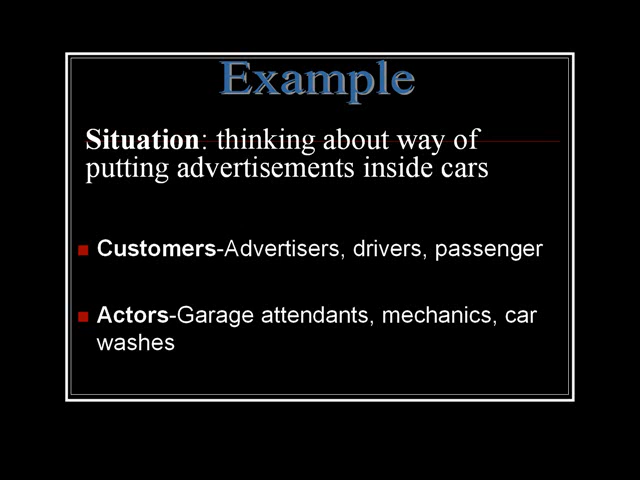 Example
Situation: thinking about way of
putting advertisements inside cars
Customers-Advertisers, drivers, passenger
Actors-Garage attendants, mechanics, car
washes